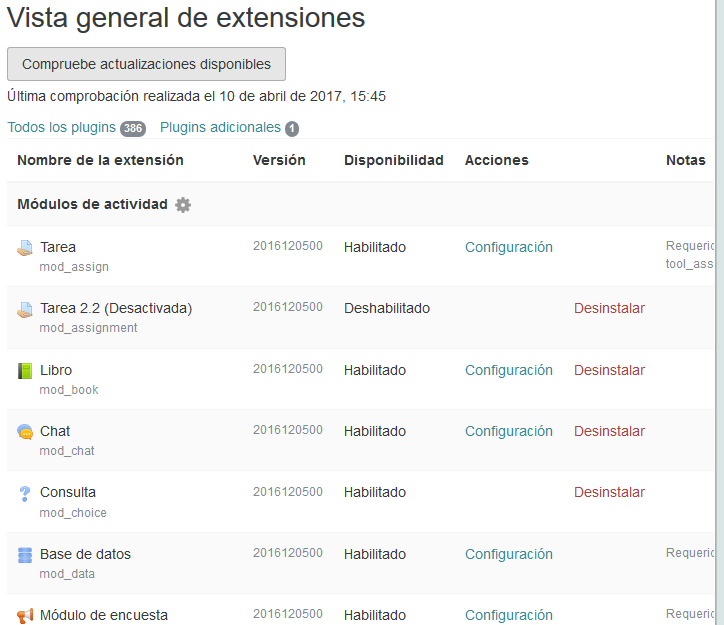 Vista general de extensiones
Compruebe actualizaciones disponibles
Última comprobación realizada el 10 de abril de 2017, 15:45
Todos los plugins 386 Plugins adicionales 1
Nombre de la extensión Versión Disponibilidad Acciones Notas
Módulos de actividad
Tarea 2016120500 Habilitado Configuración
mod_assign
Tarea 2.2 (Desactivada) 2016120500 Deshabilitado Desinstalar
mod_assignment
Libro 2016120500 Habilitado Configuración Desinstalar
mod_book
Chat 2016120500 Habilitado Configuración Desinstalar
mod_chat
Consulta 2016120500 Habilitado Desinstalar
mod_choice
Base de datos 2016120500 Habilitado Configuración
mod_data
Módulo de encuesta 2016120500 Habilitado Configuración